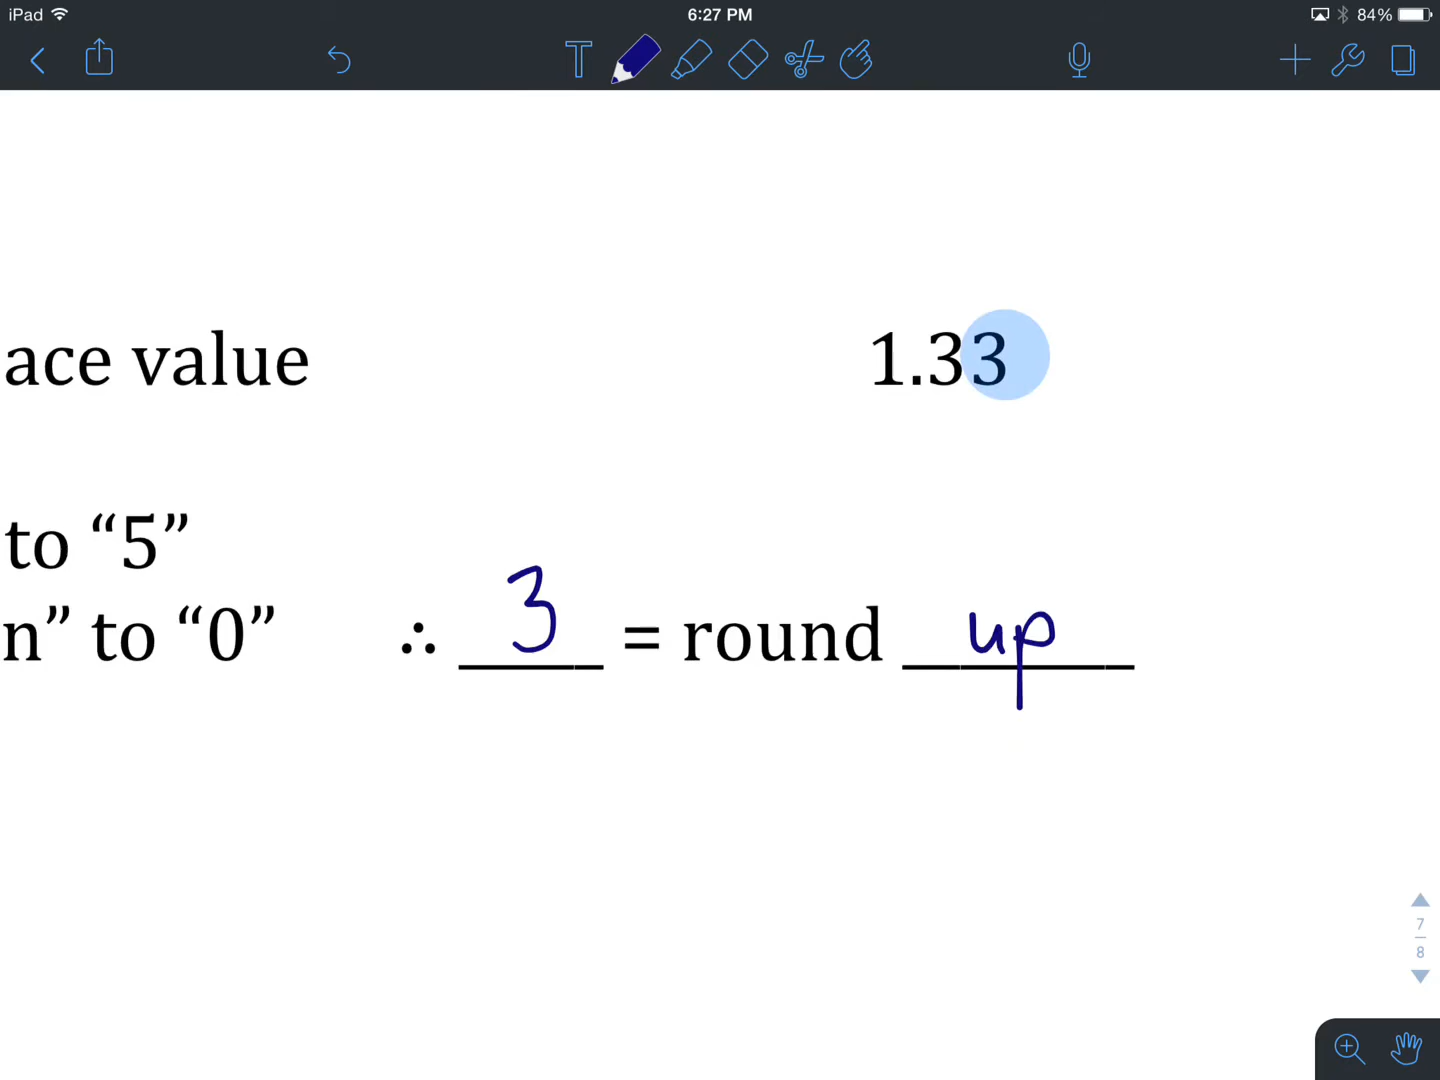 iPad 6:27 PM 84%
T
ace value 1.33
to “5”
n” to “0” ∴ 3 = round up
7
8